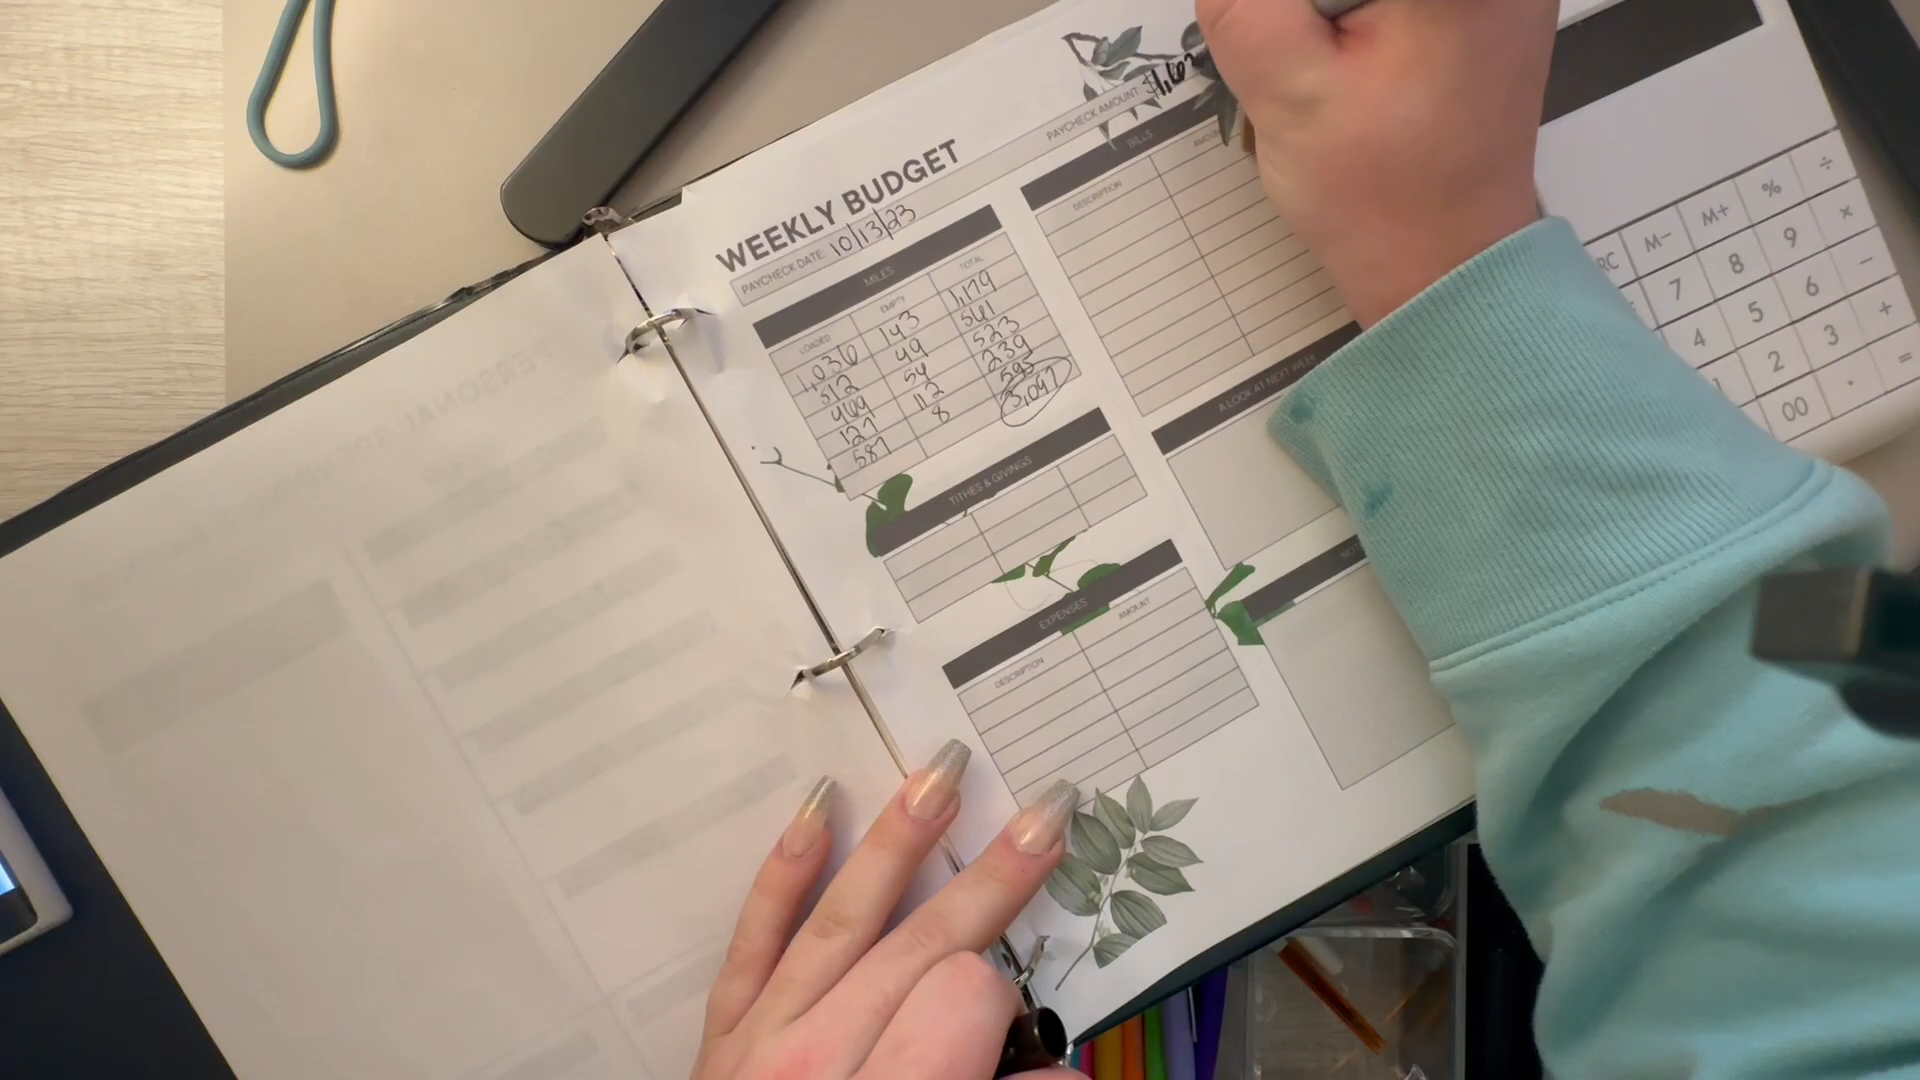 WEEKLY BUDGET
PAYCHECK DATE: 10/13/23
PAYCHECK AMOUNT:
MILES
LOADED EMPTY TOTAL
1,036 143 1,179
512 49 561
469 54 523
127 112 239
587 8 595
3,097
TITHES & GIVINGS
EXPENSES
DESCRIPTION AMOUNT
BILLS
DESCRIPTION
A LOOK AT NEXT WEEK
% ÷
M− M+ ×
7 8 9 −
4 5 6 +
2 3 =
00 .